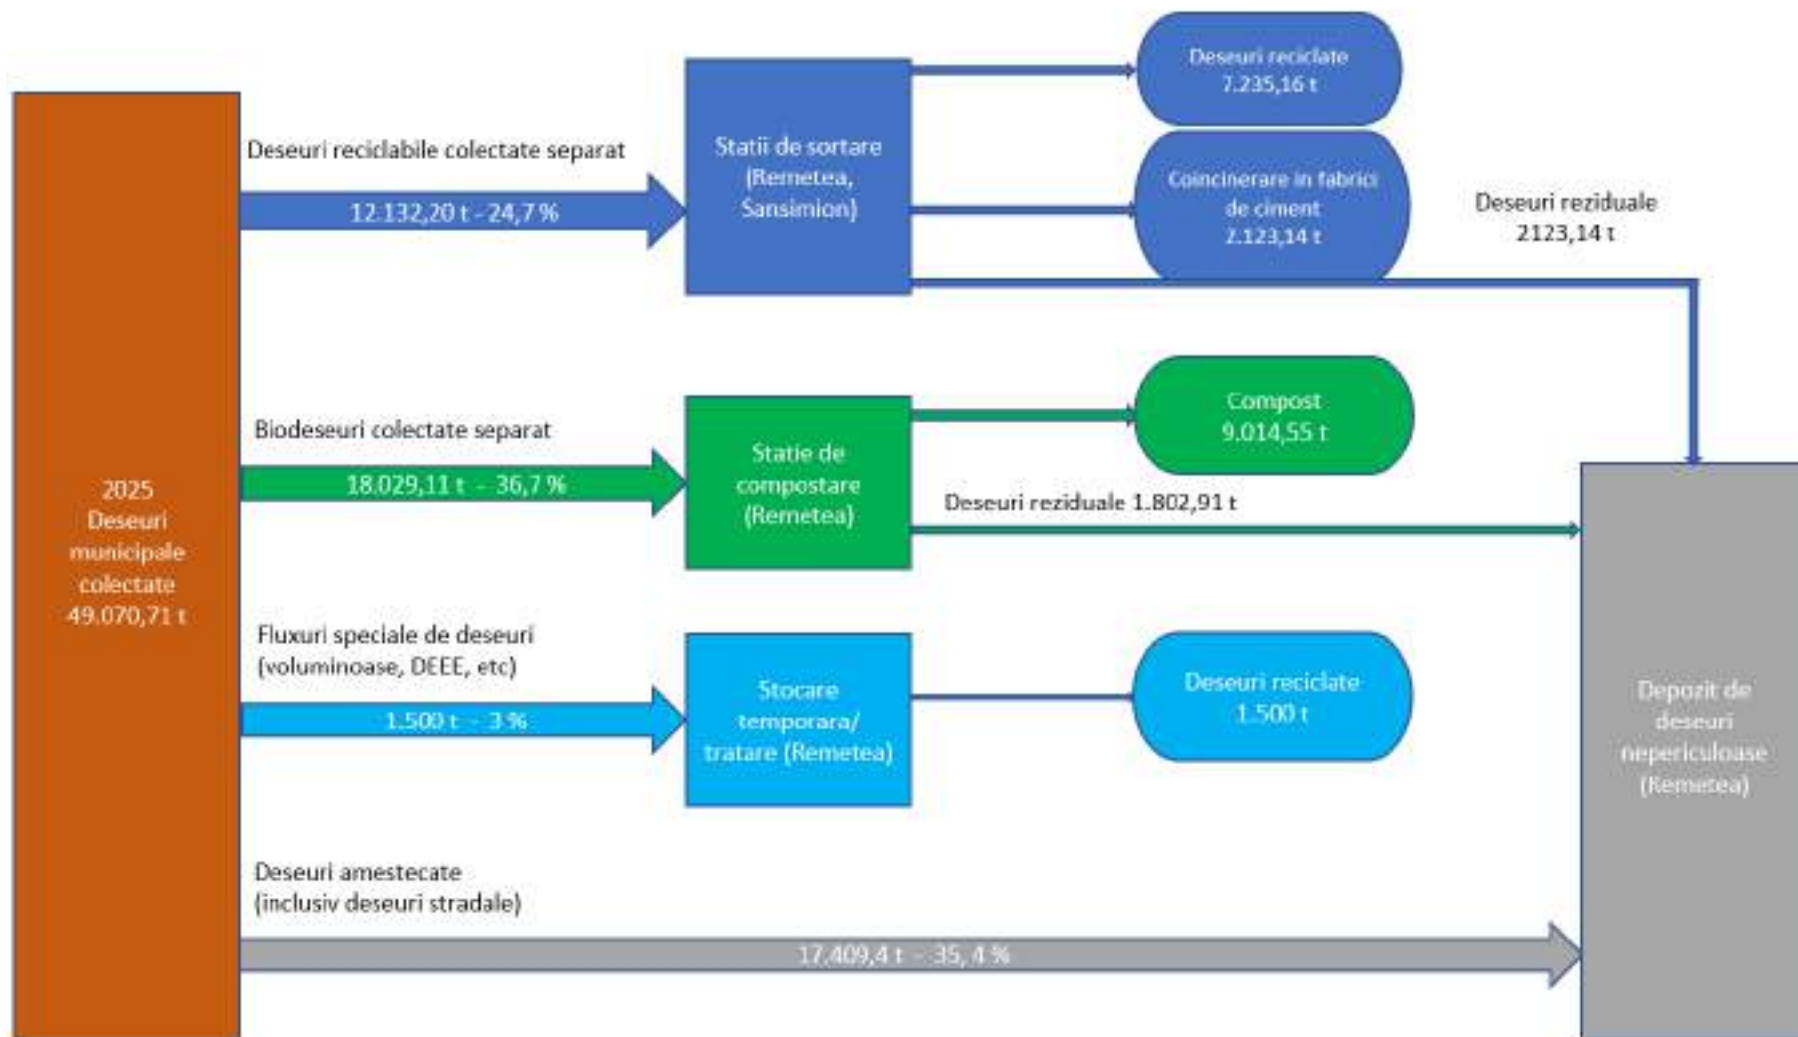 2025
Deseuri
municipale
colectate
49.070,71 t
Deseuri reciclabile colectate separat
12.132,20 t - 24,7 %
Statii de sortare
(Remetea,
Sansimion)
Deseuri reciclate
7.235,16 t
Coincinerare in fabrici
de ciment
2.123,14 t
Deseuri reziduale
2123,14 t
Biodeseuri colectate separat
18.029,11 t - 36,7 %
Statie de
compostare
(Remetea)
Compost
9.014,55 t
Deseuri reziduale 1.802,91 t
Fluxuri speciale de deseuri
(voluminoase, DEEE, etc)
1.500 t - 3 %
Stocare
temporara/
tratare (Remetea)
Deseuri reciclate
1.500 t
Deseuri amestecate
(inclusiv deseuri stradale)
17.409,4 t - 35, 4 %
Depozit de
deseuri
nepericuloase
(Remetea)